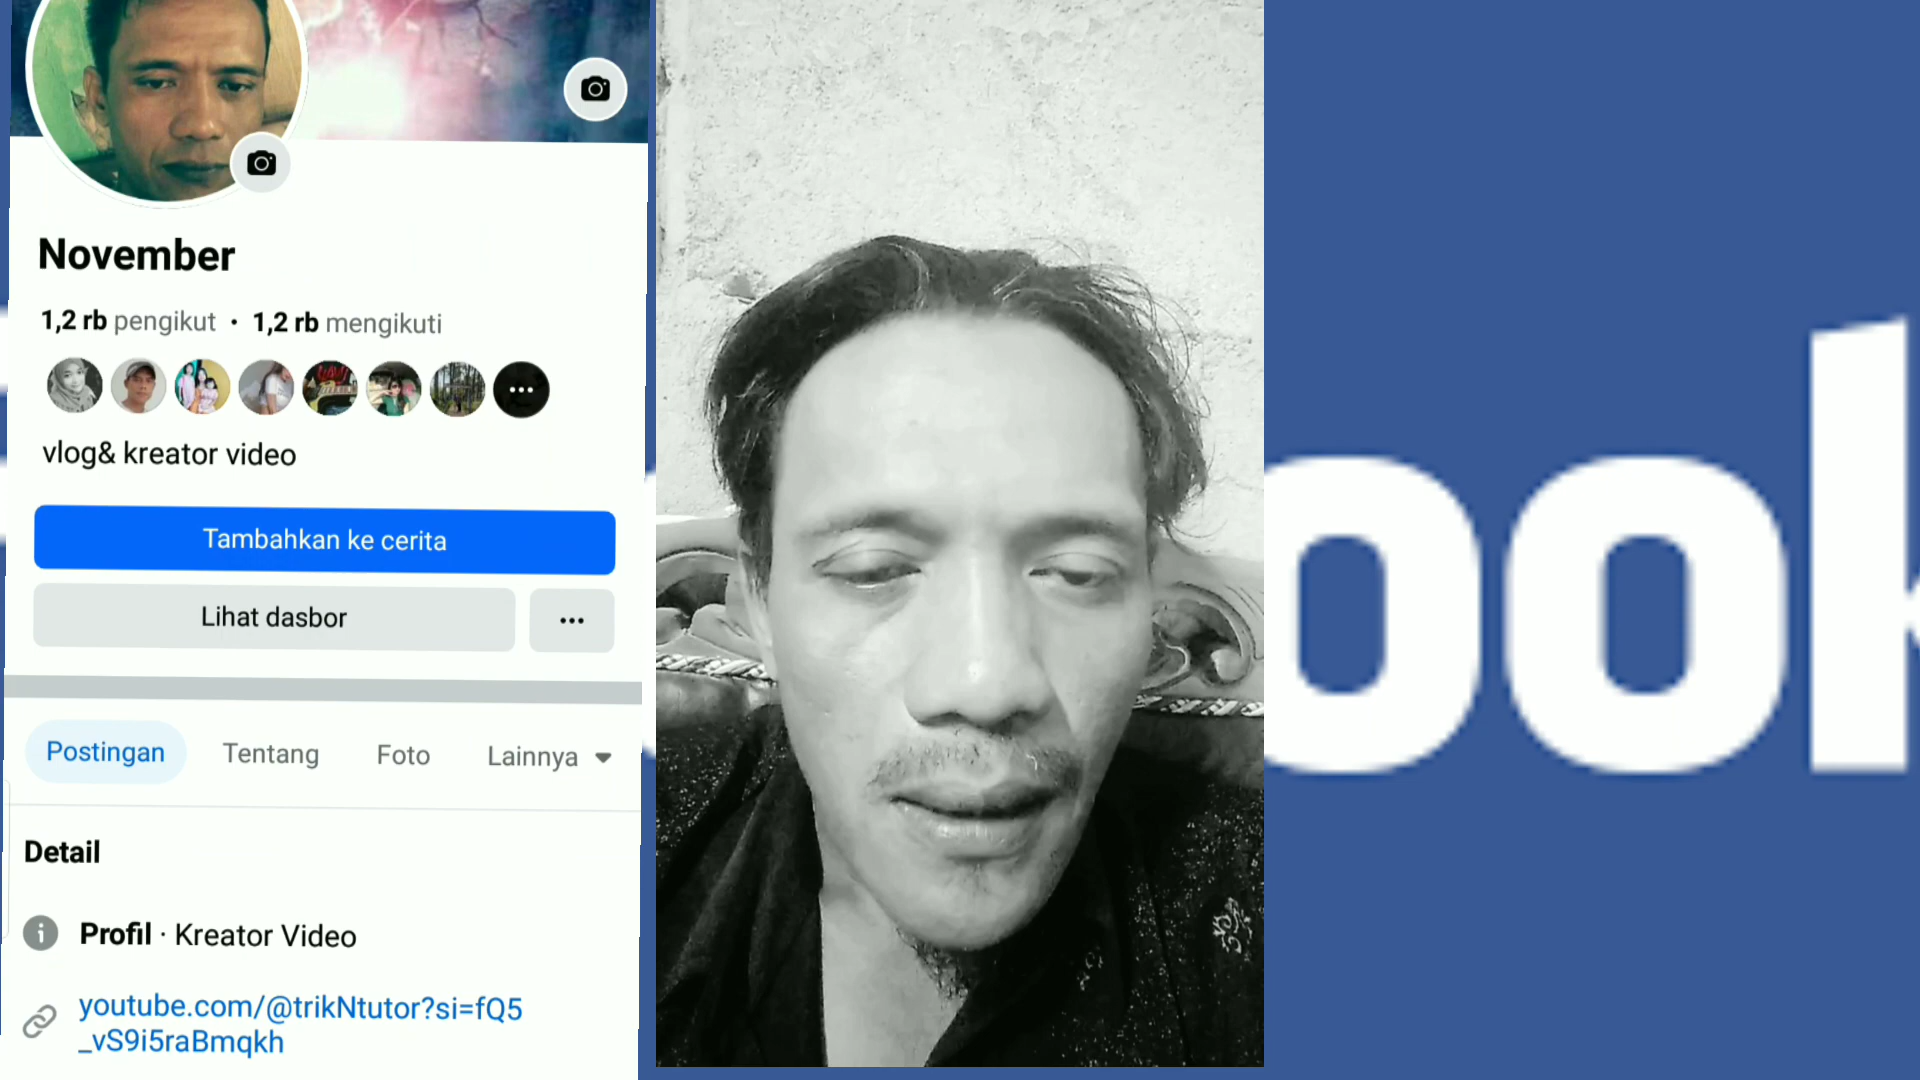 November
1,2 rb pengikut • 1,2 rb mengikuti
vlog& kreator video
Tambahkan ke cerita
Lihat dasbor
Postingan Tentang Foto Lainnya
Detail
Profil · Kreator Video
youtube.com/@trikNtutor?si=fQ5
_vS9i5raBmqkh
ook